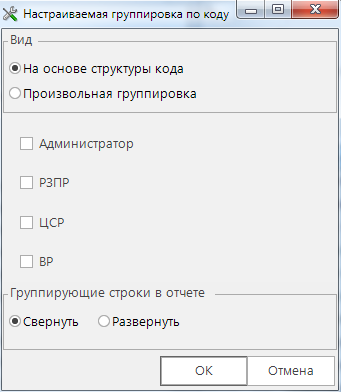 Настраиваемая группировка по коду
Вид
На основе структуры кода
Произвольная группировка
Администратор
РЗПР
ЦСР
ВР
Группирующие строки в отчете
Свернуть Развернуть
ОК Отмена